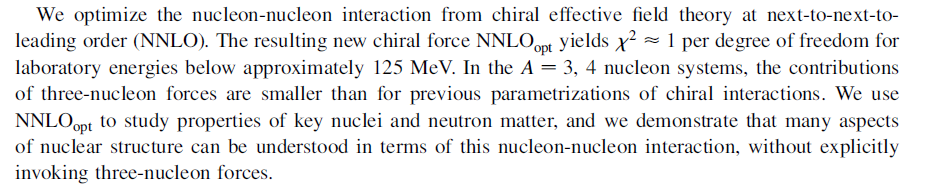 We optimize the nucleon-nucleon interaction from chiral effective field theory at next-to-next-to-
leading order (NNLO). The resulting new chiral force NNLOopt yields χ² ≈ 1 per degree of freedom for
laboratory energies below approximately 125 MeV. In the A = 3, 4 nucleon systems, the contributions
of three-nucleon forces are smaller than for previous parametrizations of chiral interactions. We use
NNLOopt to study properties of key nuclei and neutron matter, and we demonstrate that many aspects
of nuclear structure can be understood in terms of this nucleon-nucleon interaction, without explicitly
invoking three-nucleon forces.